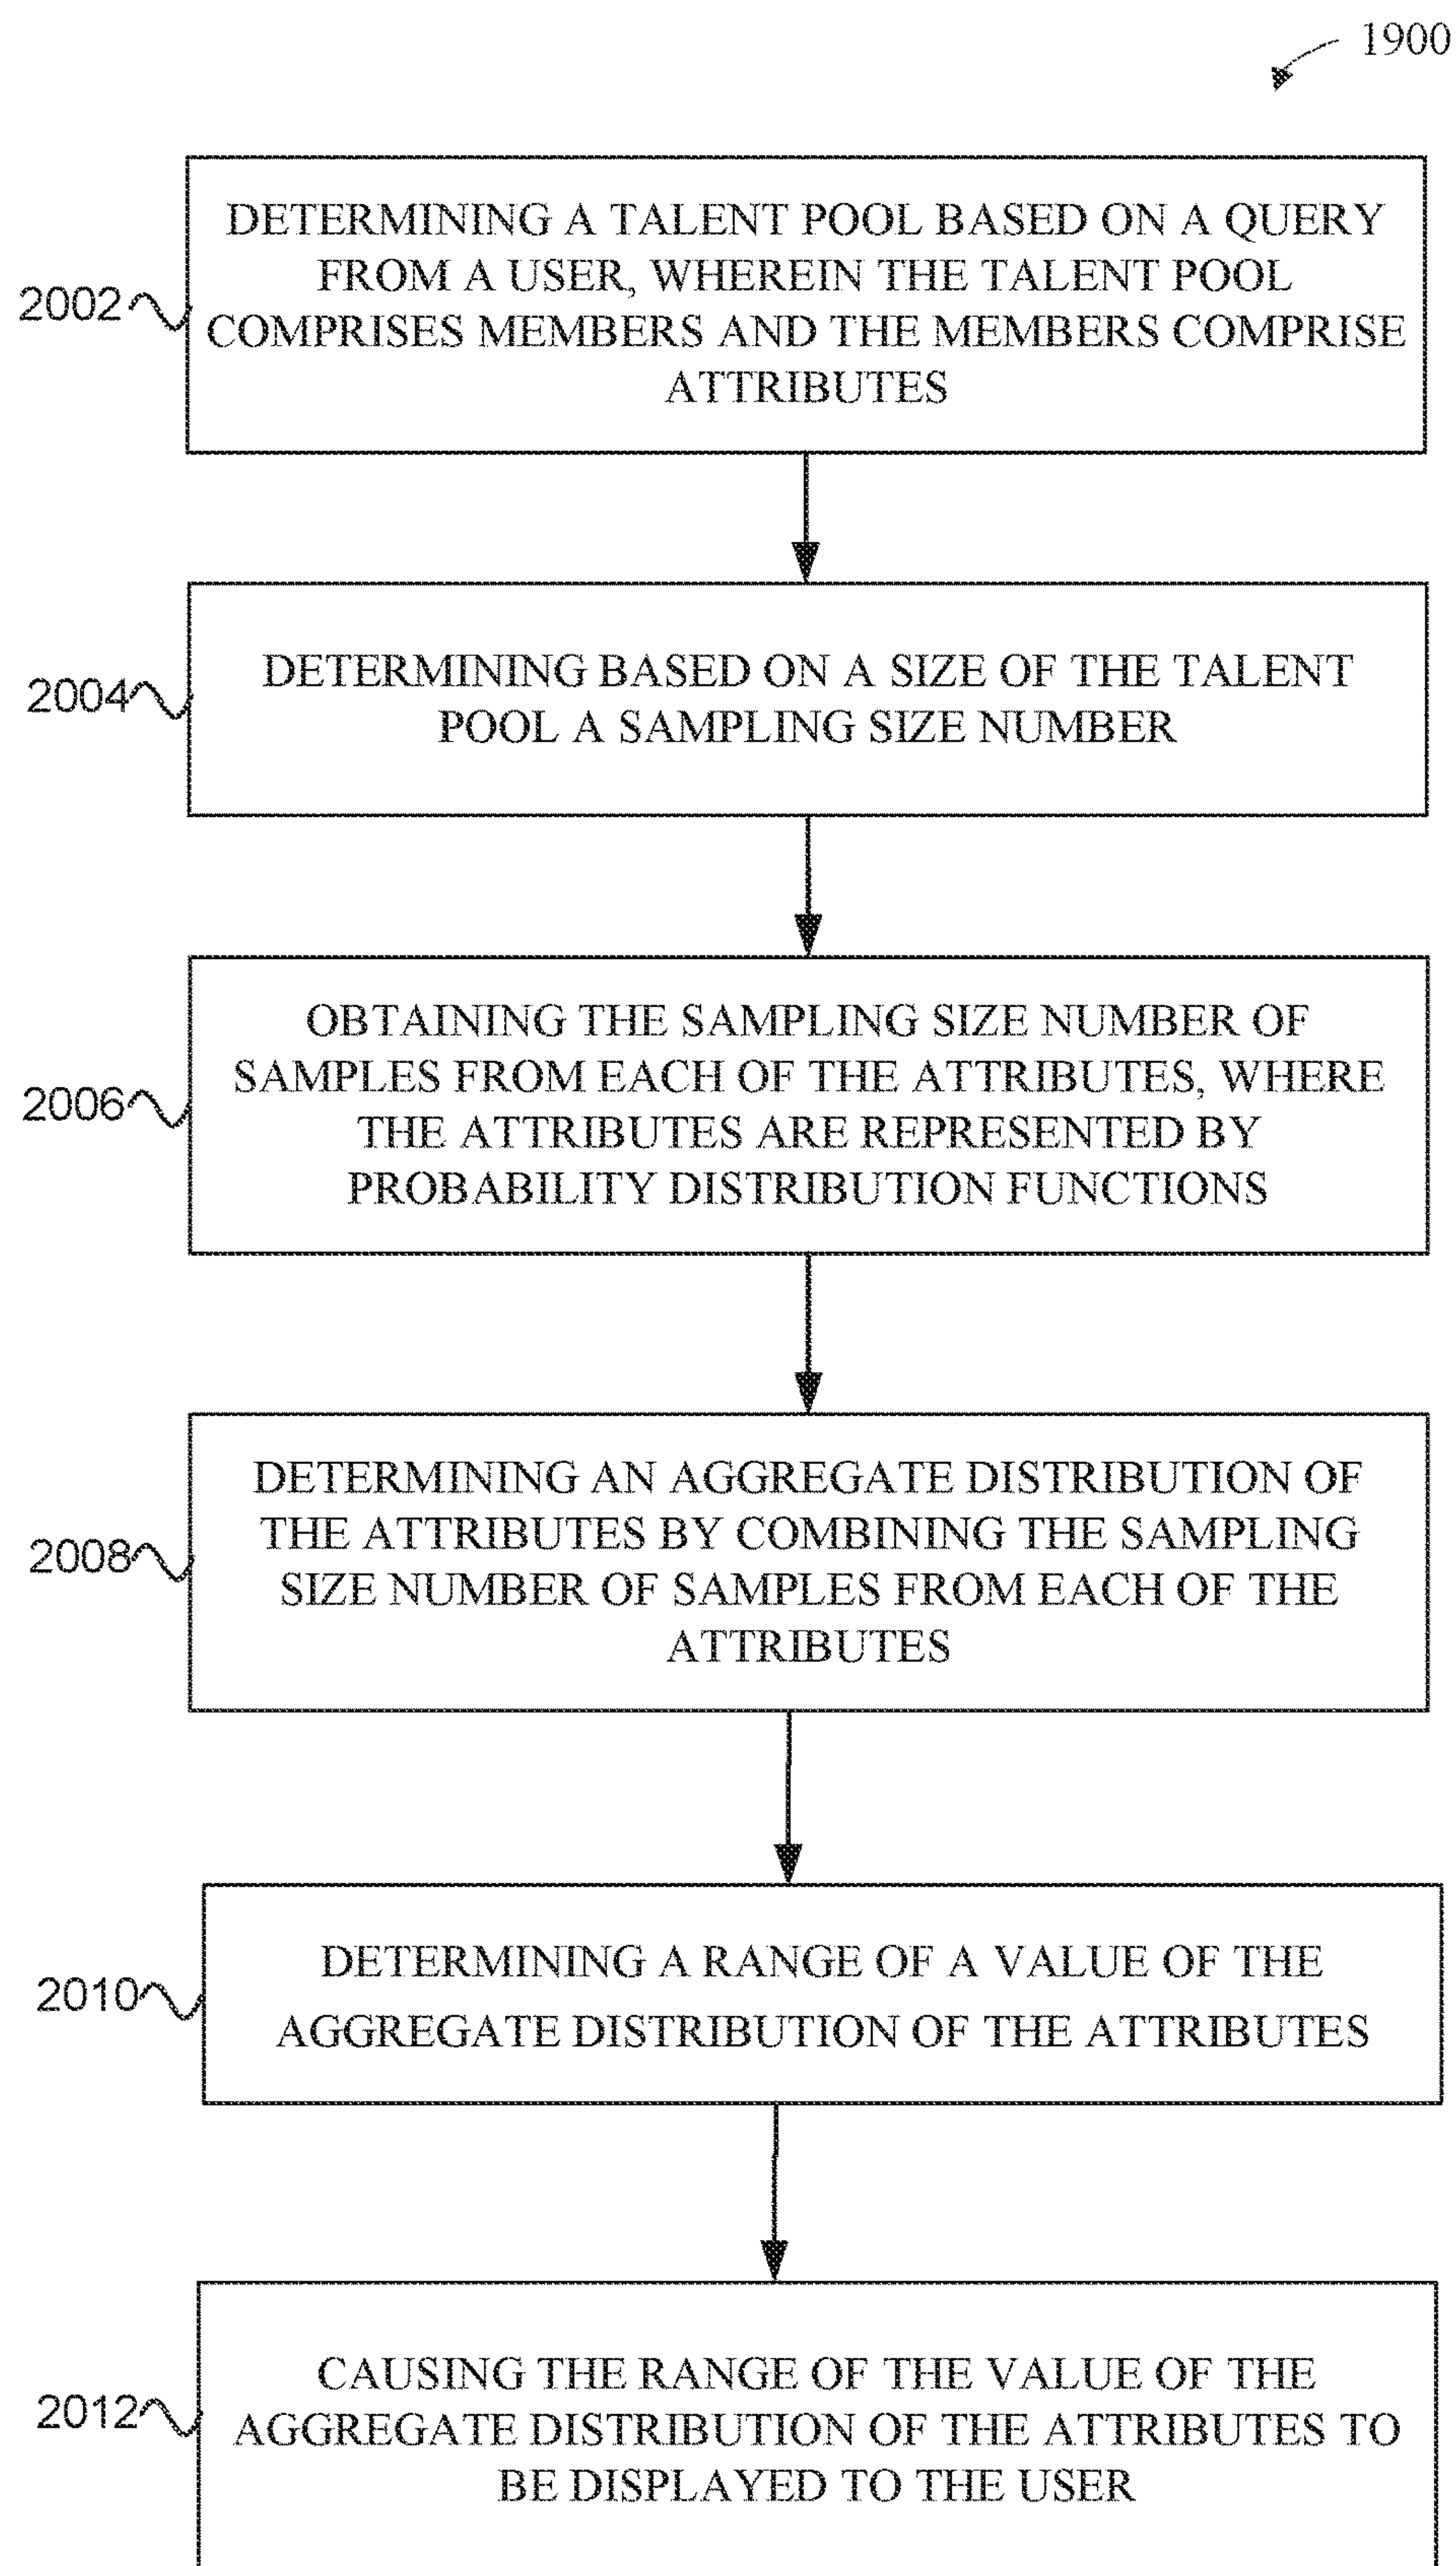 1900
DETERMINING A TALENT POOL BASED ON A QUERY
FROM A USER, WHEREIN THE TALENT POOL
2002
COMPRISES MEMBERS AND THE MEMBERS COMPRISE
ATTRIBUTES
DETERMINING BASED ON A SIZE OF THE TALENT
2004
POOL A SAMPLING SIZE NUMBER
OBTAINING THE SAMPLING SIZE NUMBER OF
SAMPLES FROM EACH OF THE ATTRIBUTES, WHERE
2006
THE ATTRIBUTES ARE REPRESENTED BY
PROBABILITY DISTRIBUTION FUNCTIONS
DETERMINING AN AGGREGATE DISTRIBUTION OF
THE ATTRIBUTES BY COMBINING THE SAMPLING
2008
SIZE NUMBER OF SAMPLES FROM EACH OF THE
ATTRIBUTES
DETERMINING A RANGE OF A VALUE OF THE
2010
AGGREGATE DISTRIBUTION OF THE ATTRIBUTES
CAUSING THE RANGE OF THE VALUE OF THE
2012
AGGREGATE DISTRIBUTION OF THE ATTRIBUTES TO
BE DISPLAYED TO THE USER